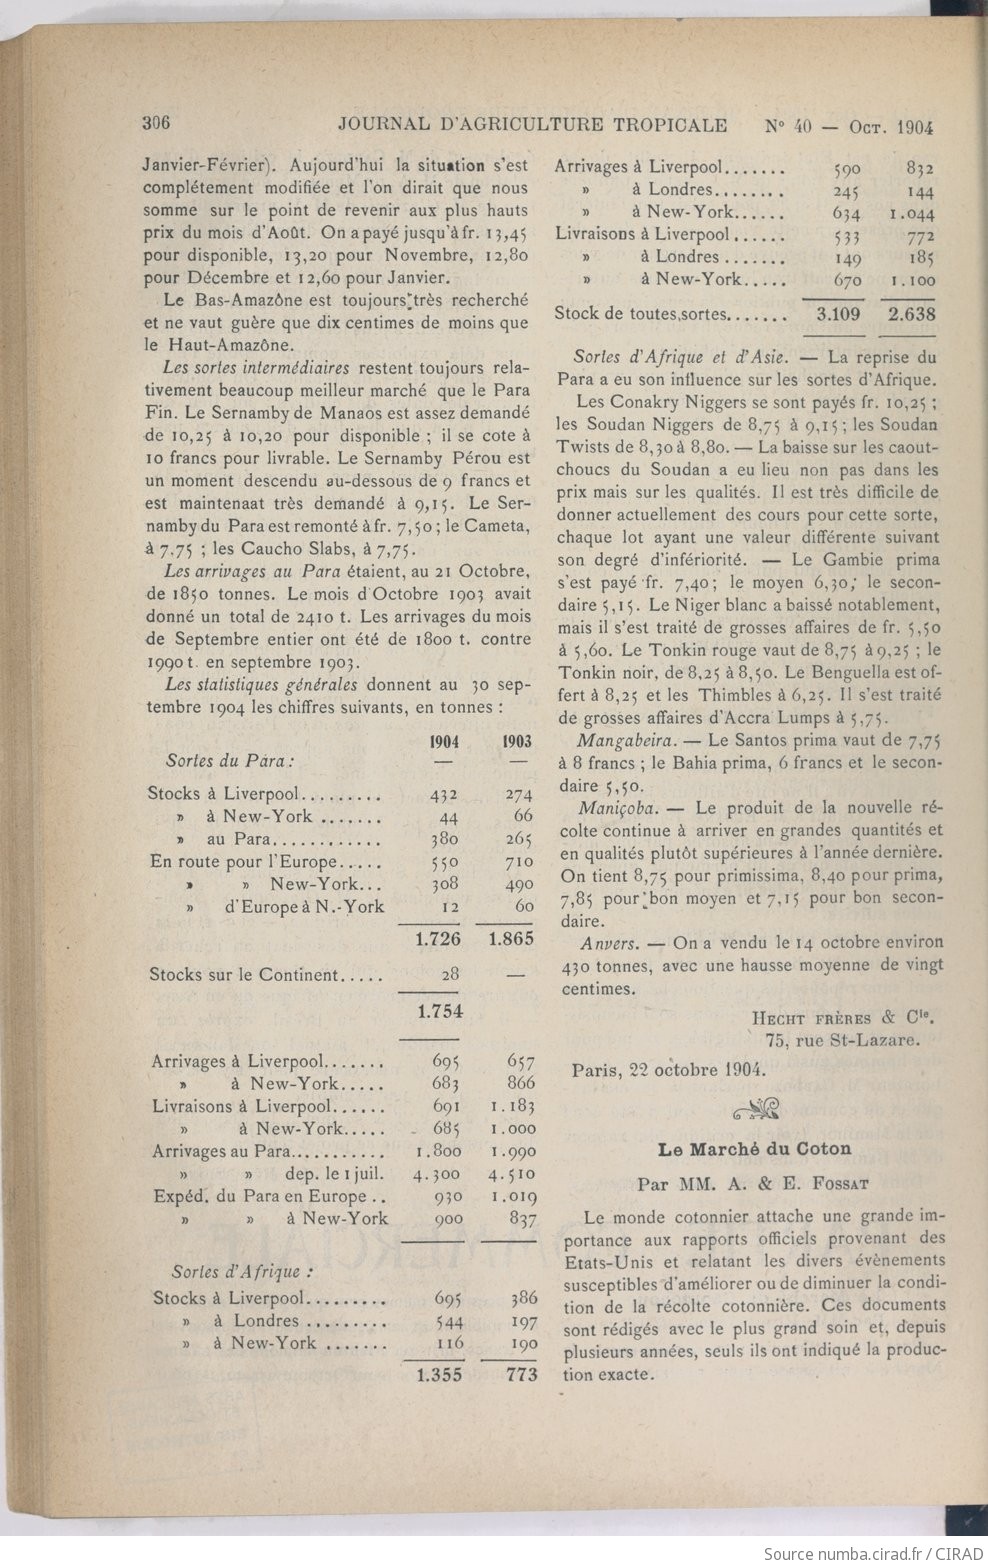 306 JOURNAL D'AGRICULTURE TROPICALE N° 40 — OCT. 1904
Janvier-Février). Aujourd'hui la situation s'est
complétement modifiée et l'on dirait que nous
somme sur le point de revenir aux plus hauts
prix du mois d'Août. On a payé jusqu'à fr. 13,45
pour disponible, 13,20 pour Novembre, 12,80
pour Décembre et 12,60 pour Janvier.
Le Bas-Amazône est toujours très recherché
et ne vaut guère que dix centimes de moins que
le Haut-Amazône.
Les sortes intermédiaires restent toujours rela-
tivement beaucoup meilleur marché que le Para
Fin. Le Sernamby de Manaos est assez demandé
de 10,25 à 10,20 pour disponible ; il se cote à
10 francs pour livrable. Le Sernamby Pérou est
un moment descendu au-dessous de 9 francs et
est maintenaat très demandé à 9,15. Le Ser-
namby du Para est remonté à fr. 7,50 ; le Cameta,
à 7.75 ; les Caucho Slabs, à 7,75.
Les arrivages au Para étaient, au 21 Octobre,
de 1850 tonnes. Le mois d'Octobre 1903 avait
donné un total de 2410 t. Les arrivages du mois
de Septembre entier ont été de 1800 t. contre
1990 t. en septembre 1903.
Les statistiques générales donnent au 30 sep-
tembre 1904 les chiffres suivants, en tonnes :
1904 1903
Sortes du Para : — —
Stocks à Liverpool......... 432 274
» à New-York ....... 44 66
» au Para............ 380 265
En route pour l'Europe..... 550 710
» » New-York... 308 490
» d'Europe à N.-York 12 60
1.726 1.865
Stocks sur le Continent..... 28 —
1.754
Arrivages à Liverpool....... 695 657
» à New-York..... 683 866
Livraisons à Liverpool...... 691 1.183
» à New-York..... 685 1.000
Arrivages au Para........... 1.800 1.990
» » dep. le 1 juil. 4.300 4.510
Expéd. du Para en Europe .. 930 1.019
» » à New-York 900 837
Sortes d'Afrique :
Stocks à Liverpool......... 695 386
» à Londres ......... 544 197
» à New-York ....... 116 190
1.355 773
Arrivages à Liverpool....... 590 832
» à Londres........ 245 144
» à New-York...... 634 1.044
Livraisons à Liverpool ...... 533 772
» à Londres ....... 149 185
» à New-York..... 670 1.100
Stock de toutes sortes....... 3.109 2.638
Sortes d'Afrique et d'Asie. — La reprise du
Para a eu son influence sur les sortes d'Afrique.
Les Conakry Niggers se sont payés fr. 10,25 ;
les Soudan Niggers de 8,75 à 9,15 ; les Soudan
Twists de 8,30 à 8,80. — La baisse sur les caout-
choucs du Soudan a eu lieu non pas dans les
prix mais sur les qualités. Il est très difficile de
donner actuellement des cours pour cette sorte,
chaque lot ayant une valeur différente suivant
son degré d'infériorité. — Le Gambie prima
s'est payé fr. 7,40 ; le moyen 6,30 ; le secon-
daire 5,15. Le Niger blanc a baissé notablement,
mais il s'est traité de grosses affaires de fr. 5,50
à 5,60. Le Tonkin rouge vaut de 8,75 à 9,25 ; le
Tonkin noir, de 8,25 à 8,50. Le Benguella est of-
fert à 8,25 et les Thimbles à 6,25. Il s'est traité
de grosses affaires d'Accra Lumps à 5,75.
Mangabeira. — Le Santos prima vaut de 7,75
à 8 francs ; le Bahia prima, 6 francs et le secon-
daire 5,50.
Maniçoba. — Le produit de la nouvelle ré-
colte continue à arriver en grandes quantités et
en qualités plutôt supérieures à l'année dernière.
On tient 8,75 pour primissima, 8,40 pour prima,
7,85 pour bon moyen et 7,15 pour bon secon-
daire.
Anvers. — On a vendu le 14 octobre environ
430 tonnes, avec une hausse moyenne de vingt
centimes.
HECHT FRÈRES & Cie.
75, rue St-Lazare.
Paris, 22 octobre 1904.
Le Marché du Coton
Par MM. A. & E. FOSSAT
Le monde cotonnier attache une grande im-
portance aux rapports officiels provenant des
Etats-Unis et relatant les divers évènements
susceptibles d'améliorer ou de diminuer la condi-
tion de la récolte cotonnière. Ces documents
sont rédigés avec le plus grand soin et, depuis
plusieurs années, seuls ils ont indiqué la produc-
tion exacte.
Source numba.cirad.fr / CIRAD